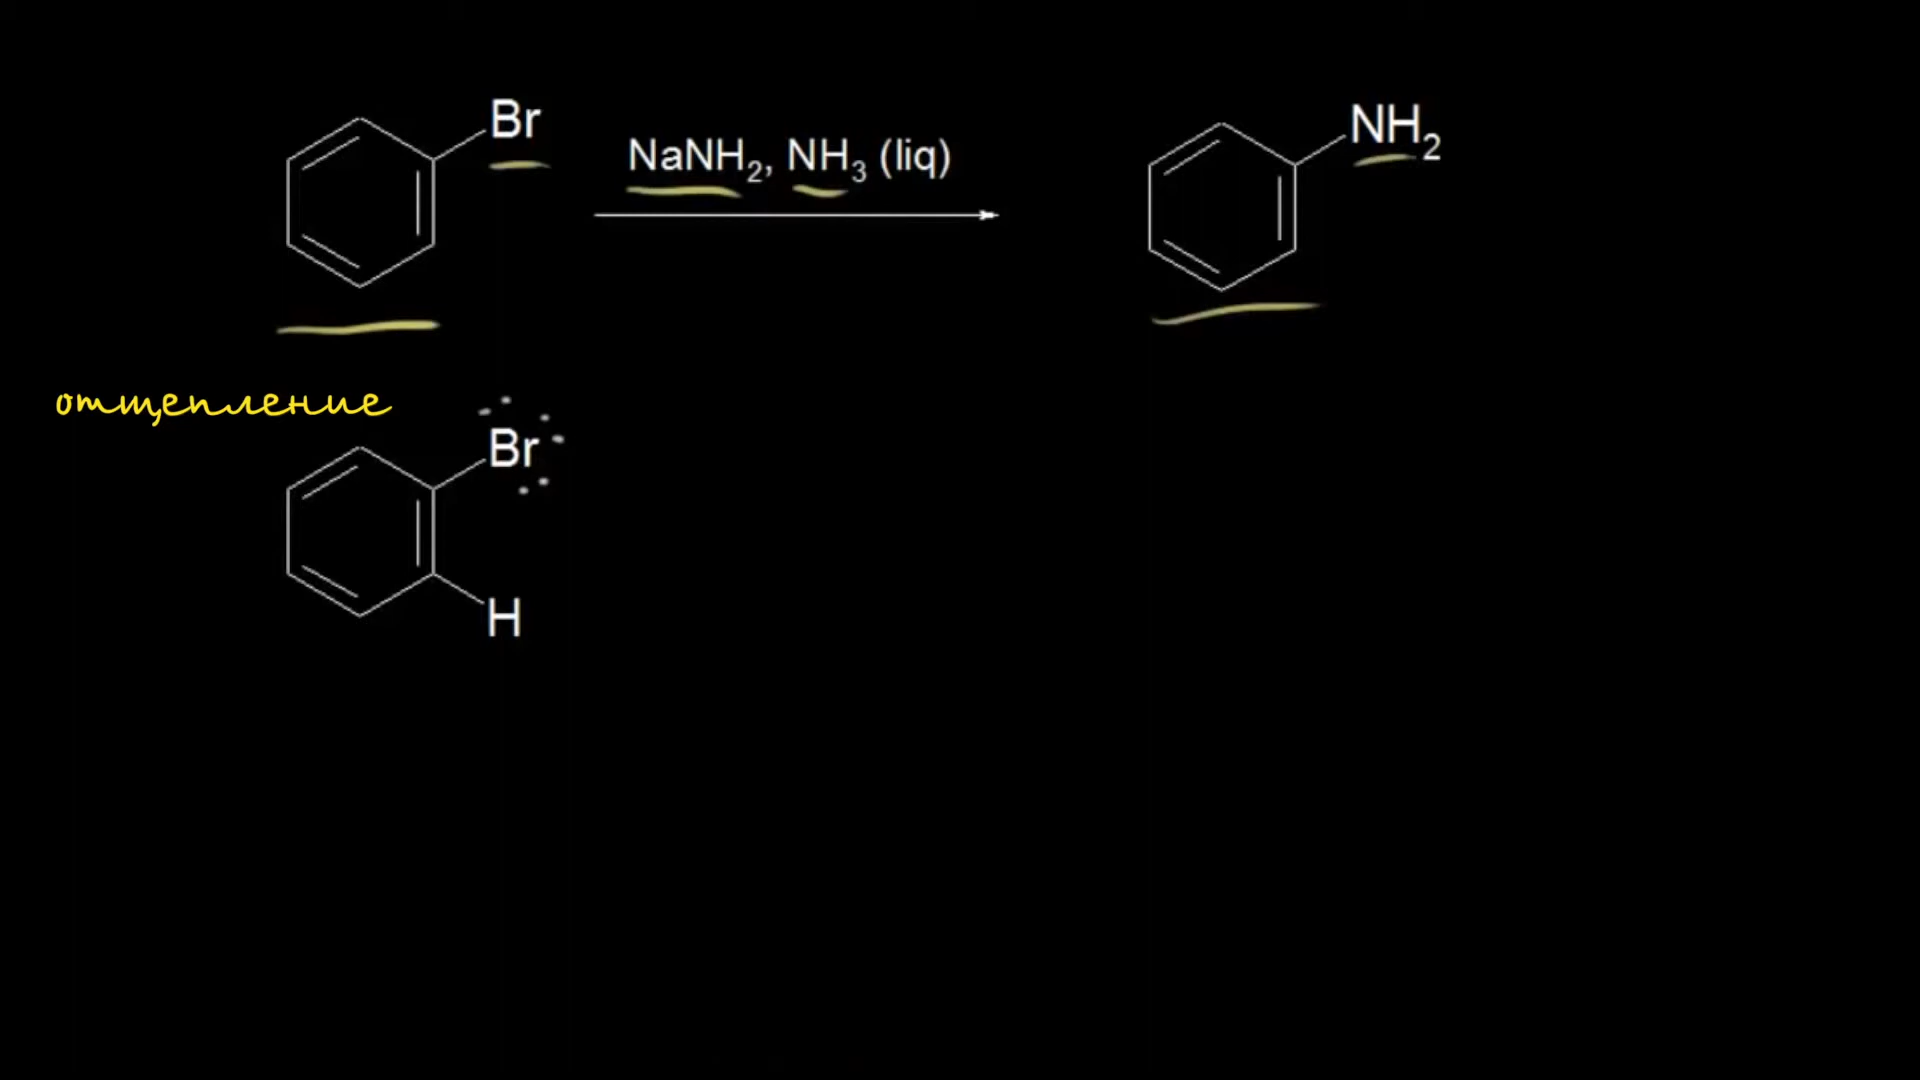 Br
NaNH₂, NH₃ (liq)
NH₂
отщепление
Br
H